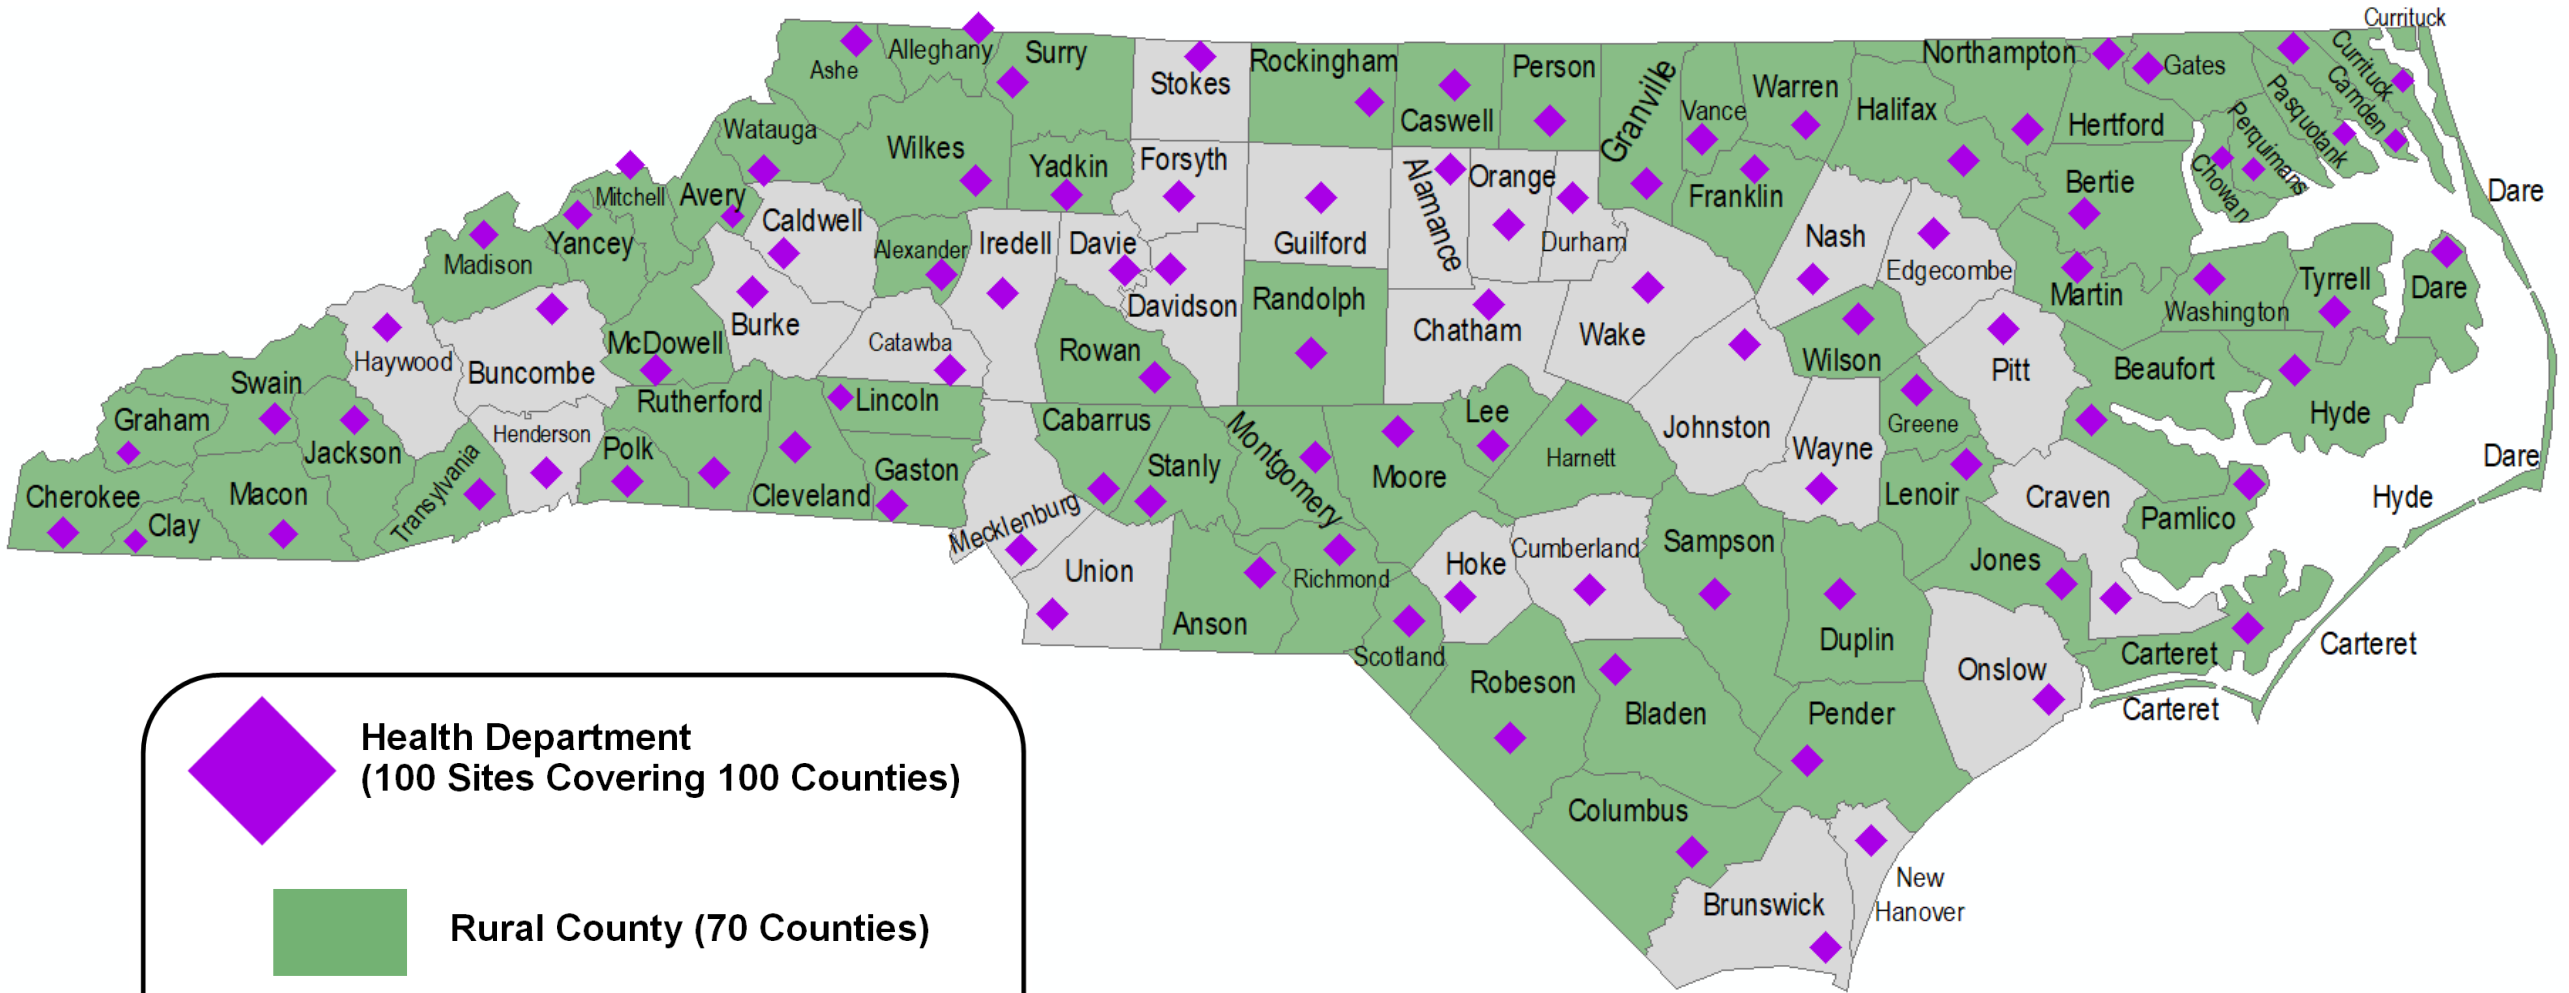 Currituck
Ashe
Alleghany
Surry
Stokes
Rockingham
Caswell
Person
Granville
Vance
Warren
Halifax
Northampton
Hertford
Gates
Currituck
Camden
Pasquotank
Perquimans
Chowan
Bertie
Dare
Watauga
Wilkes
Yadkin
Forsyth
Guilford
Alamance
Orange
Durham
Franklin
Nash
Edgecombe
Martin
Washington
Tyrrell
Dare
Mitchell
Avery
Caldwell
Alexander
Iredell
Davie
Davidson
Randolph
Chatham
Wake
Wilson
Pitt
Beaufort
Hyde
Madison
Yancey
McDowell
Burke
Catawba
Rowan
Haywood
Buncombe
Swain
Graham
Jackson
Henderson
Rutherford
Polk
Lincoln
Cleveland
Gaston
Cabarrus
Stanly
Montgomery
Moore
Lee
Harnett
Johnston
Wayne
Greene
Lenoir
Craven
Pamlico
Dare
Hyde
Cherokee
Clay
Macon
Transylvania
Mecklenburg
Union
Anson
Richmond
Scotland
Hoke
Cumberland
Sampson
Duplin
Jones
Onslow
Carteret
Carteret
Carteret
Robeson
Bladen
Pender
Columbus
Brunswick
New
Hanover
Health Department
(100 Sites Covering 100 Counties)
Rural County (70 Counties)